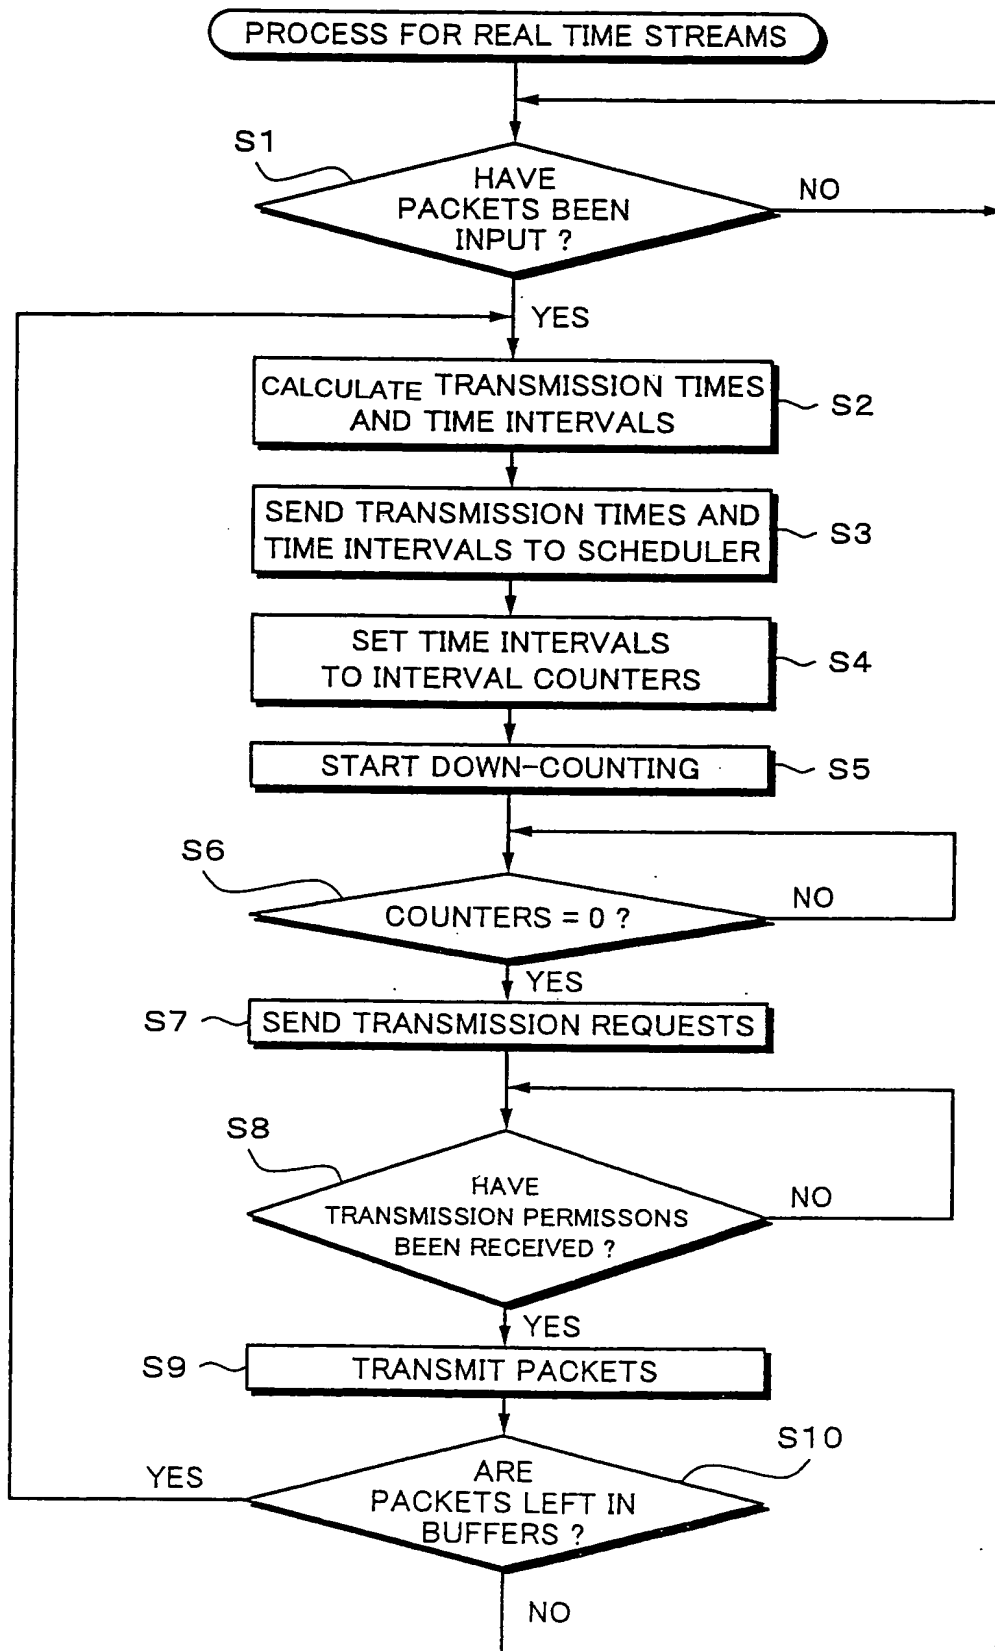 PROCESS FOR REAL TIME STREAMS
S1
HAVE
PACKETS BEEN
INPUT ?
NO
YES
CALCULATE TRANSMISSION TIMES
AND TIME INTERVALS
S2
SEND TRANSMISSION TIMES AND
TIME INTERVALS TO SCHEDULER
S3
SET TIME INTERVALS
TO INTERVAL COUNTERS
S4
START DOWN-COUNTING
S5
S6
COUNTERS = 0 ?
NO
YES
S7
SEND TRANSMISSION REQUESTS
S8
HAVE
TRANSMISSION PERMISSONS
BEEN RECEIVED ?
NO
YES
S9
TRANSMIT PACKETS
S10
ARE
PACKETS LEFT IN
BUFFERS ?
YES
NO